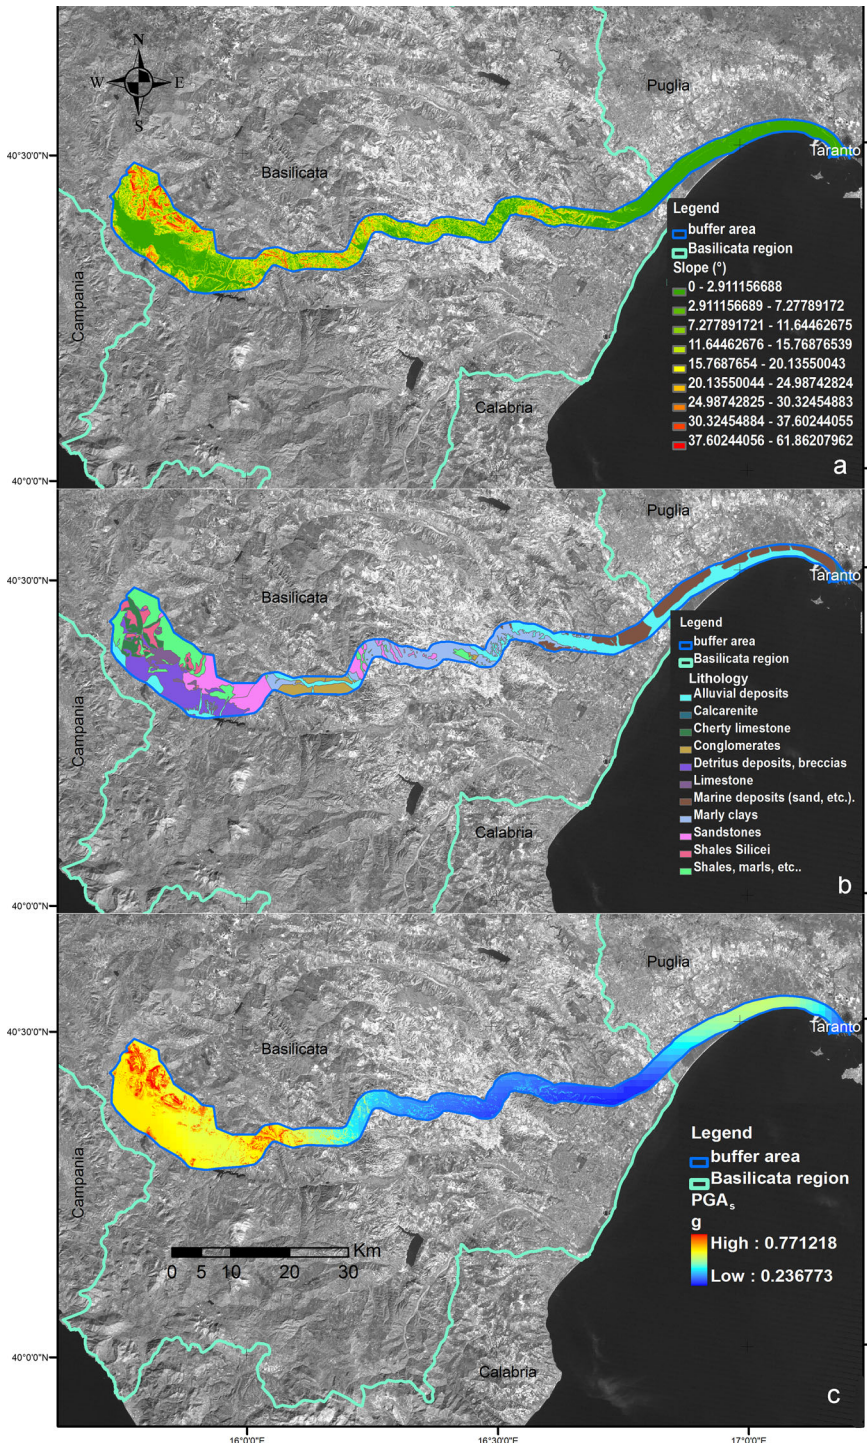 N
W E
S
Puglia
40°30'0"N
Taranto
Basilicata
Campania
Legend
buffer area
Basilicata region
Slope (°)
0 - 2.911156688
2.911156689 - 7.27789172
7.277891721 - 11.64462675
11.64462676 - 15.76876539
15.7687654 - 20.13550043
20.13550044 - 24.98742824
24.98742825 - 30.32454883
30.32454884 - 37.60244055
37.60244056 - 61.86207962
Calabria
a
40°0'0"N
Puglia
40°30'0"N
Taranto
Basilicata
Campania
Legend
buffer area
Basilicata region
Lithology
Alluvial deposits
Calcarenite
Cherty limestone
Conglomerates
Detritus deposits, breccias
Limestone
Marine deposits (sand, etc.).
Marly clays
Sandstones
Shales Silicei
Shales, marls, etc..
Calabria
b
40°0'0"N
Puglia
40°30'0"N
Taranto
Basilicata
Campania
Legend
buffer area
Basilicata region
PGAs
g
High : 0.771218
Low : 0.236773
Km
0 5 10 20 30
40°0'0"N
Calabria
c
16°0'0"E 16°30'0"E 17°0'0"E